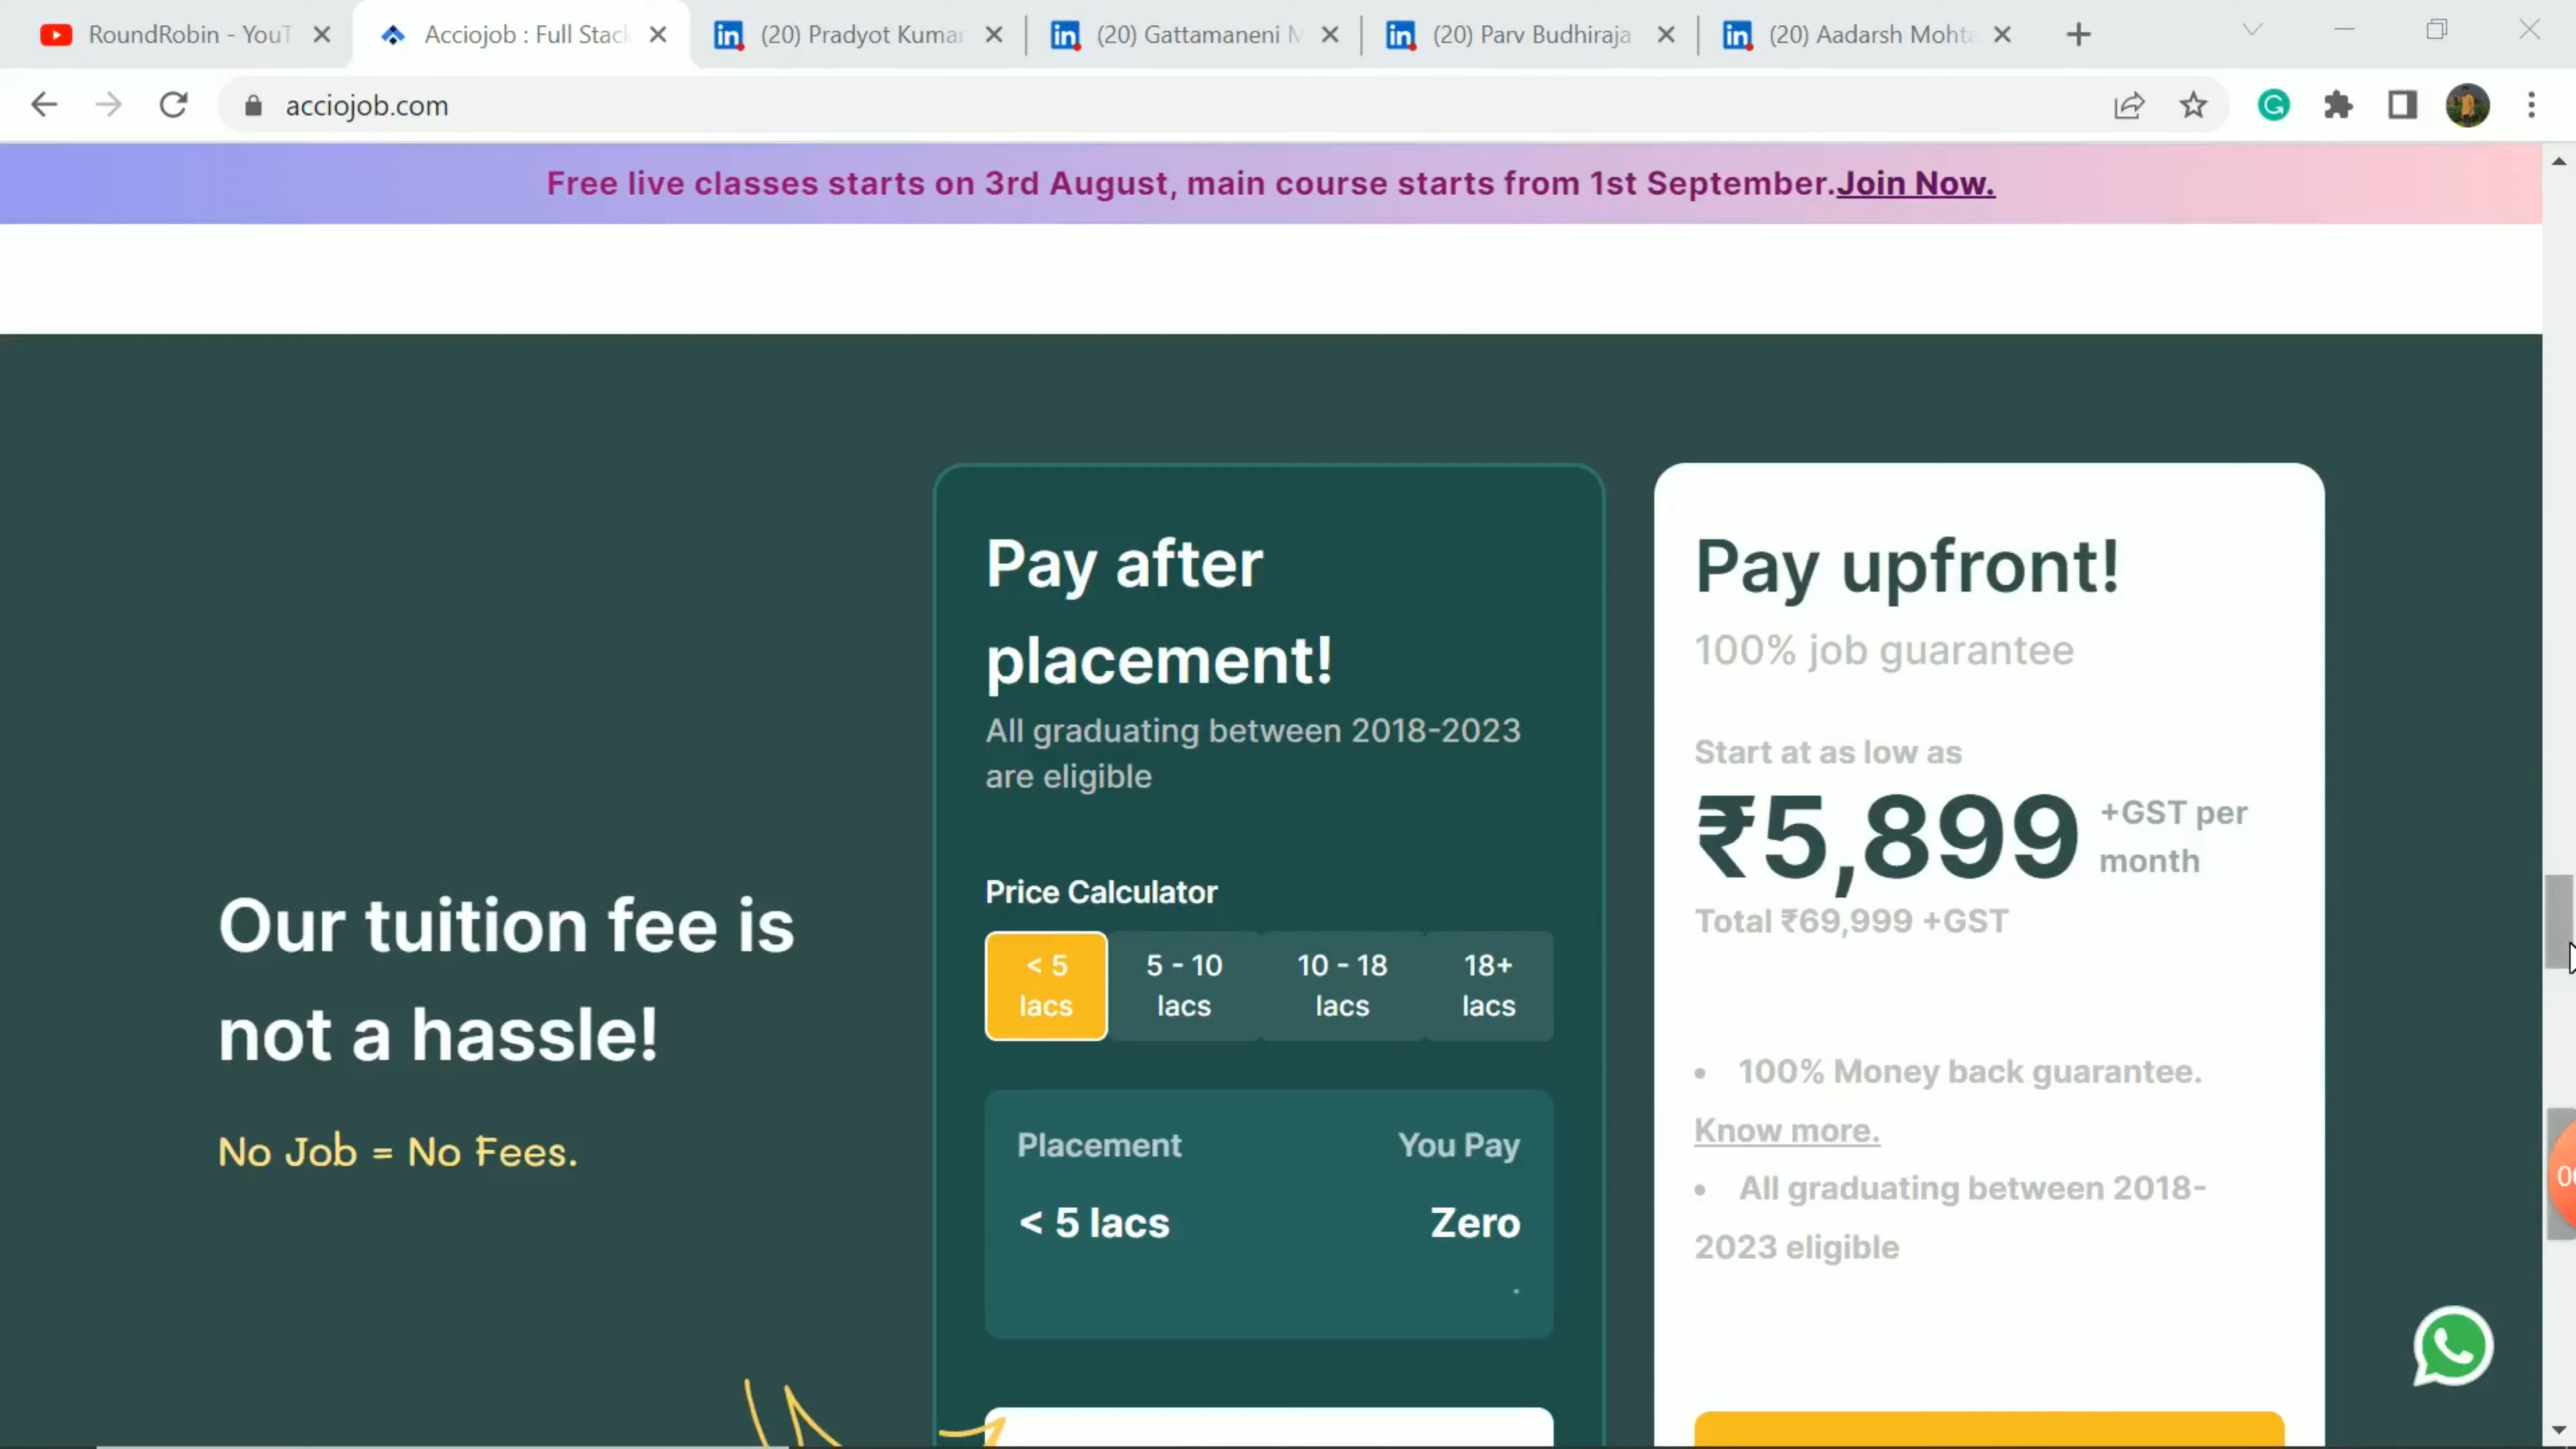 RoundRobin - YouT
Acciojob : Full Stac
(20) Pradyot Kumar
(20) Gattamaneni M
(20) Parv Budhiraja
(20) Aadarsh Mohta
acciojob.com
Free live classes starts on 3rd August, main course starts from 1st September.Join Now.
Our tuition fee is
not a hassle!
No Job = No Fees.
Pay after
placement!
All graduating between 2018-2023
are eligible
Price Calculator
< 5
lacs
5 - 10
lacs
10 - 18
lacs
18+
lacs
Placement
You Pay
< 5 lacs
Zero
.
Pay upfront!
100% job guarantee
Start at as low as
₹5,899 +GST per
month
Total ₹69,999 +GST
• 100% Money back guarantee.
Know more.
• All graduating between 2018-
2023 eligible